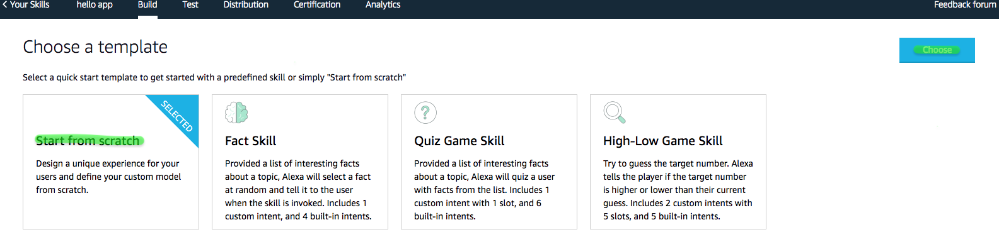 < Your Skills hello app Build Test Distribution Certification Analytics Feedback forum
Choose a template
Choose
Select a quick start template to get started with a predefined skill or simply "Start from scratch"
SELECTED
Start from scratch
Design a unique experience for your
users and define your custom model
from scratch.
?
Fact Skill
Provided a list of interesting facts
about a topic, Alexa will select a fact
at random and tell it to the user
when the skill is invoked. Includes 1
custom intent, and 4 built-in intents.
Quiz Game Skill
Provided a list of interesting facts
about a topic, Alexa will quiz a user
with facts from the list. Includes 1
custom intent with 1 slot, and 6
built-in intents.
High-Low Game Skill
Try to guess the target number. Alexa
tells the player if the target number
is higher or lower than their current
guess. Includes 2 custom intents with
5 slots, and 5 built-in intents.